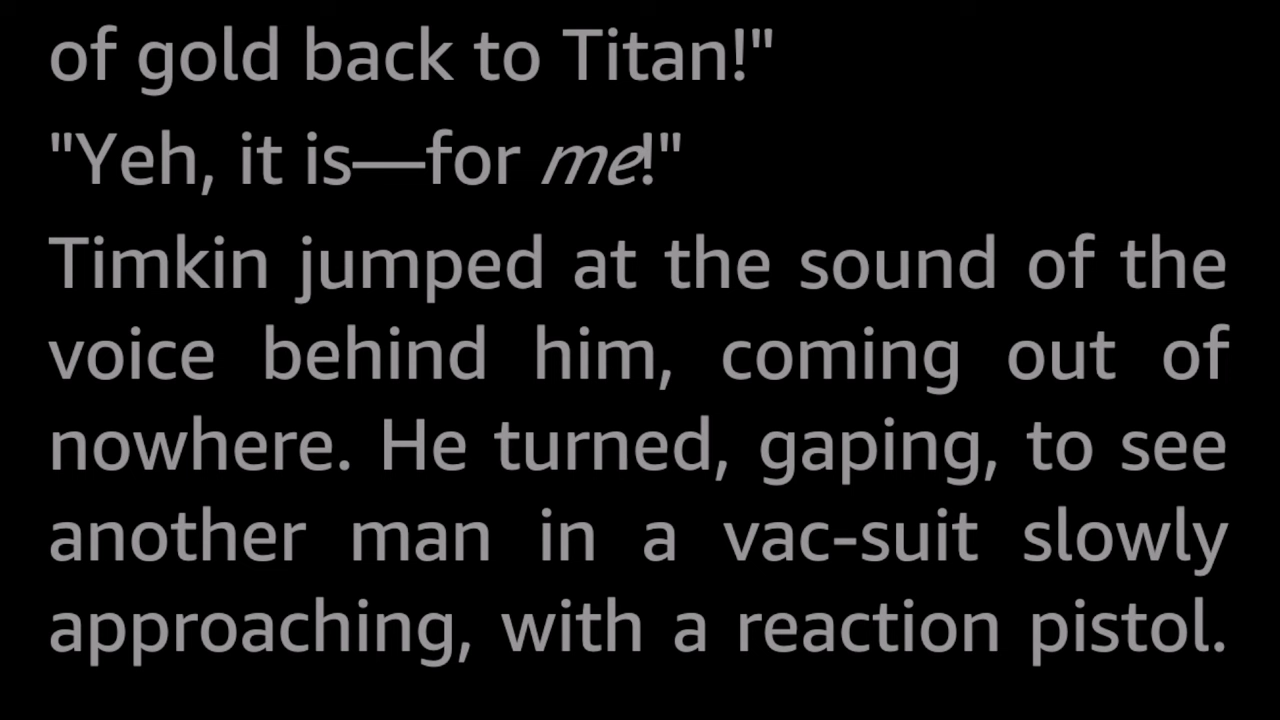 of gold back to Titan!"
"Yeh, it is—for me!"
Timkin jumped at the sound of the
voice behind him, coming out of
nowhere. He turned, gaping, to see
another man in a vac-suit slowly
approaching, with a reaction pistol.